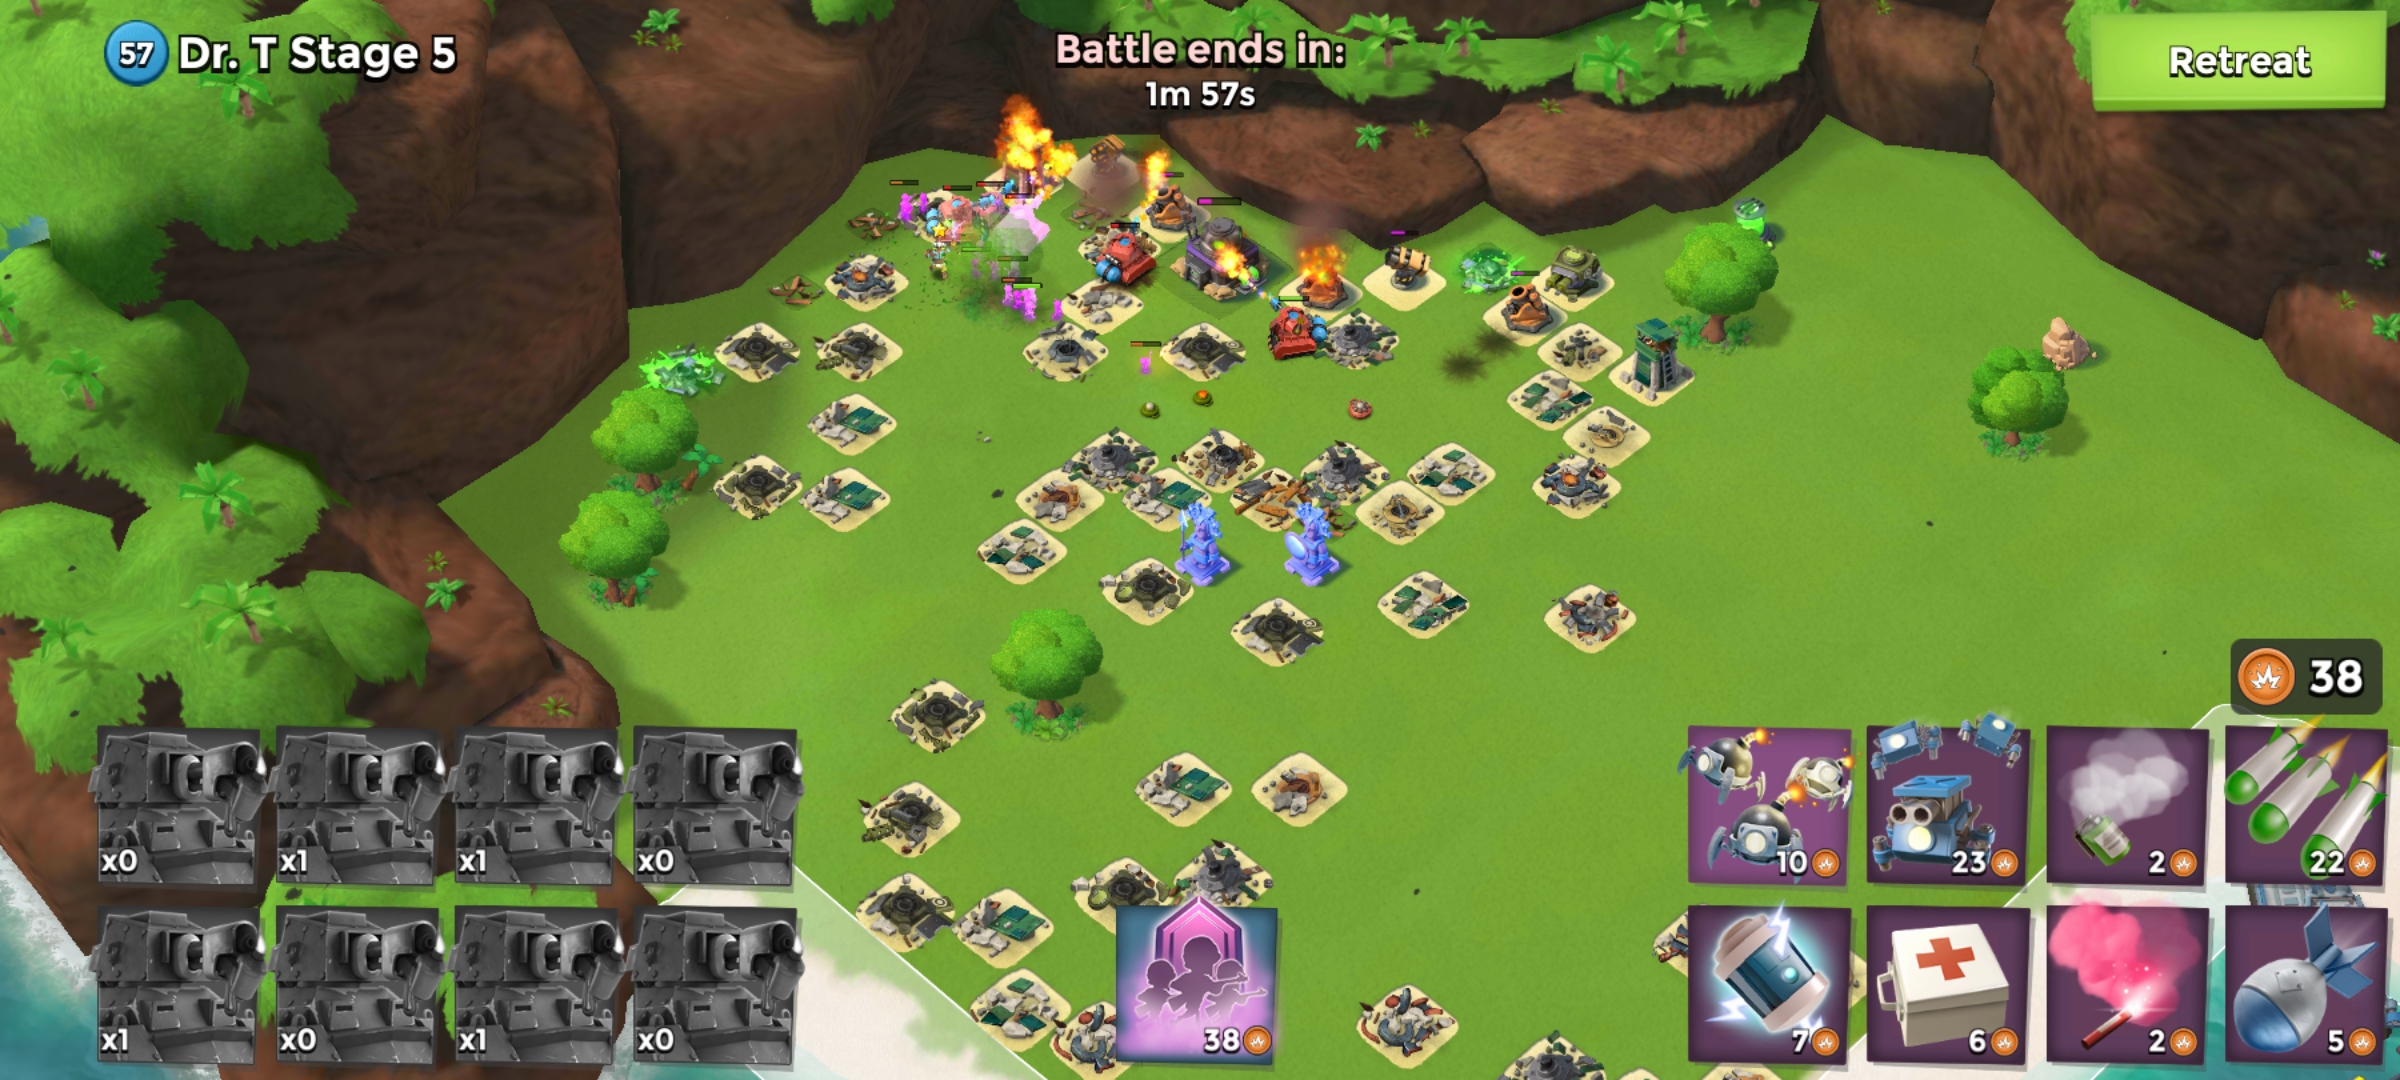 57 Dr. T Stage 5
Battle ends in:
1m 57s
Retreat
38
x0 x1 x1 x0
10 23 2 22
x1 x0 x1 x0
38
7 6 2 5